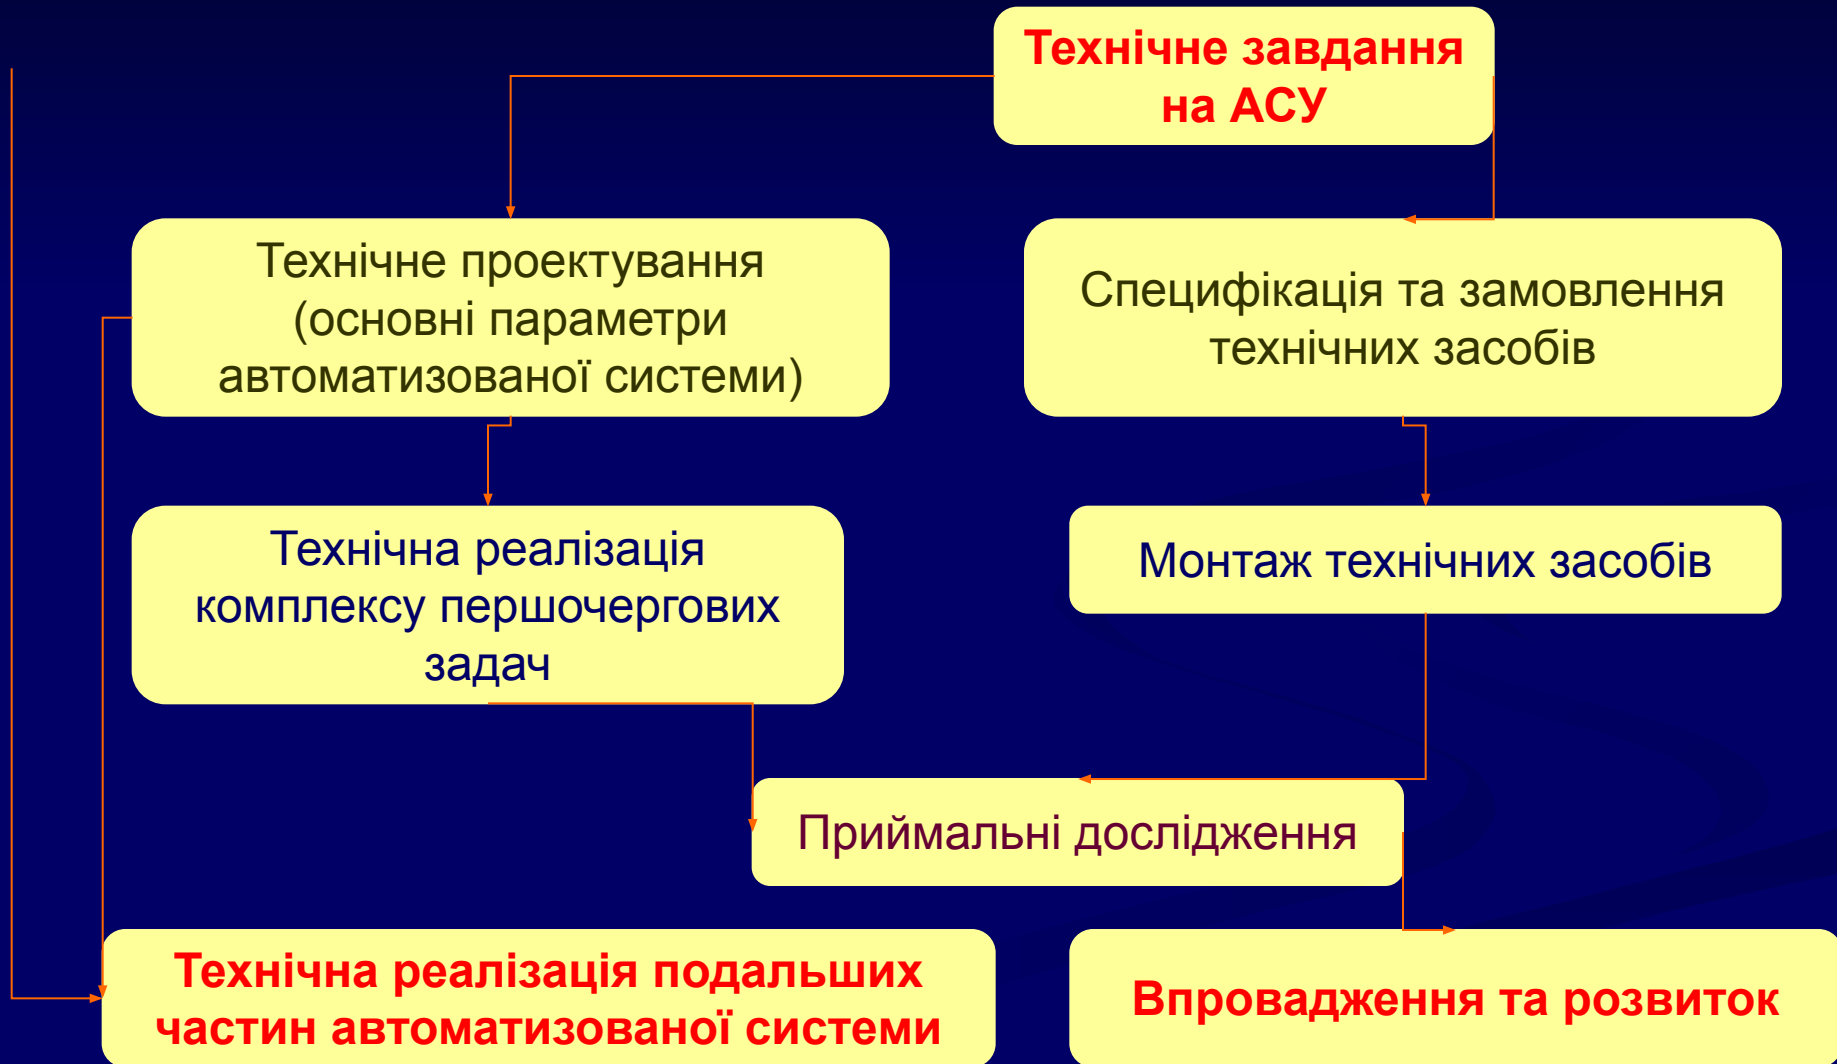 Технічне завдання
на АСУ
Технічне проектування
(основні параметри
автоматизованої системи)
Специфікація та замовлення
технічних засобів
Технічна реалізація
комплексу першочергових
задач
Монтаж технічних засобів
Приймальні дослідження
Технічна реалізація подальших
частин автоматизованої системи
Впровадження та розвиток